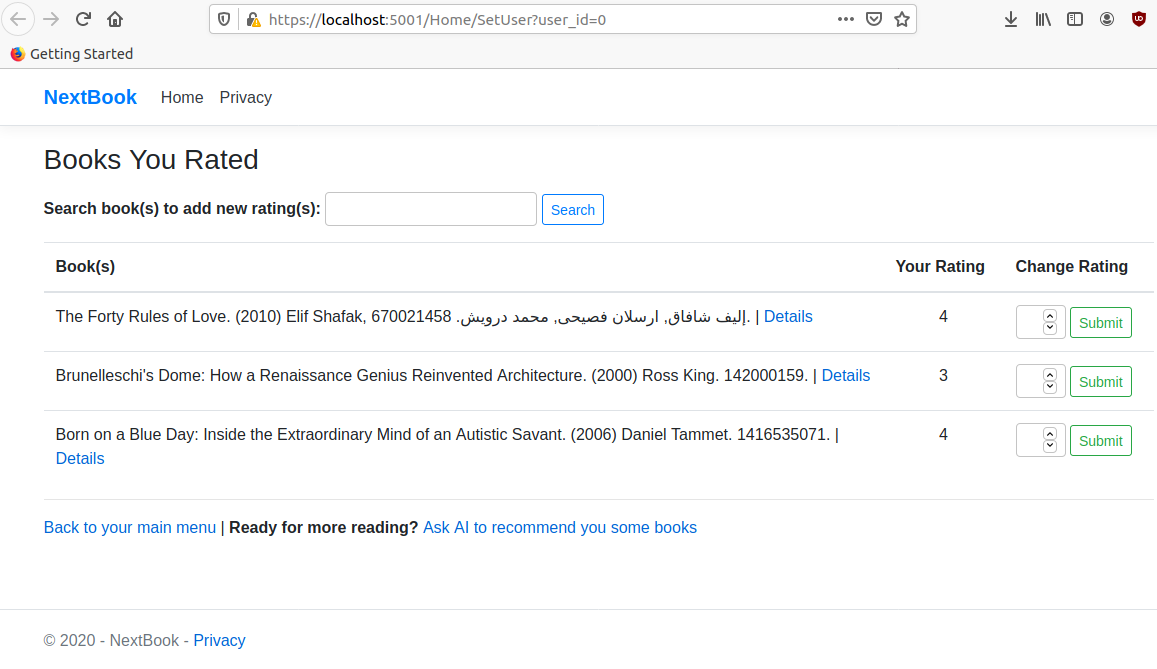 https://localhost:5001/Home/SetUser?user_id=0
Getting Started
NextBook Home Privacy
Books You Rated
Search book(s) to add new rating(s): Search
Book(s) Your Rating Change Rating
The Forty Rules of Love. (2010) Elif Shafak, إليف شافاق, ارسلان فصیحی, محمد درويش. 670021458. | Details 4 Submit
Brunelleschi's Dome: How a Renaissance Genius Reinvented Architecture. (2000) Ross King. 142000159. | Details 3 Submit
Born on a Blue Day: Inside the Extraordinary Mind of an Autistic Savant. (2006) Daniel Tammet. 1416535071. | 4 Submit
Details
Back to your main menu | Ready for more reading? Ask AI to recommend you some books
© 2020 - NextBook - Privacy